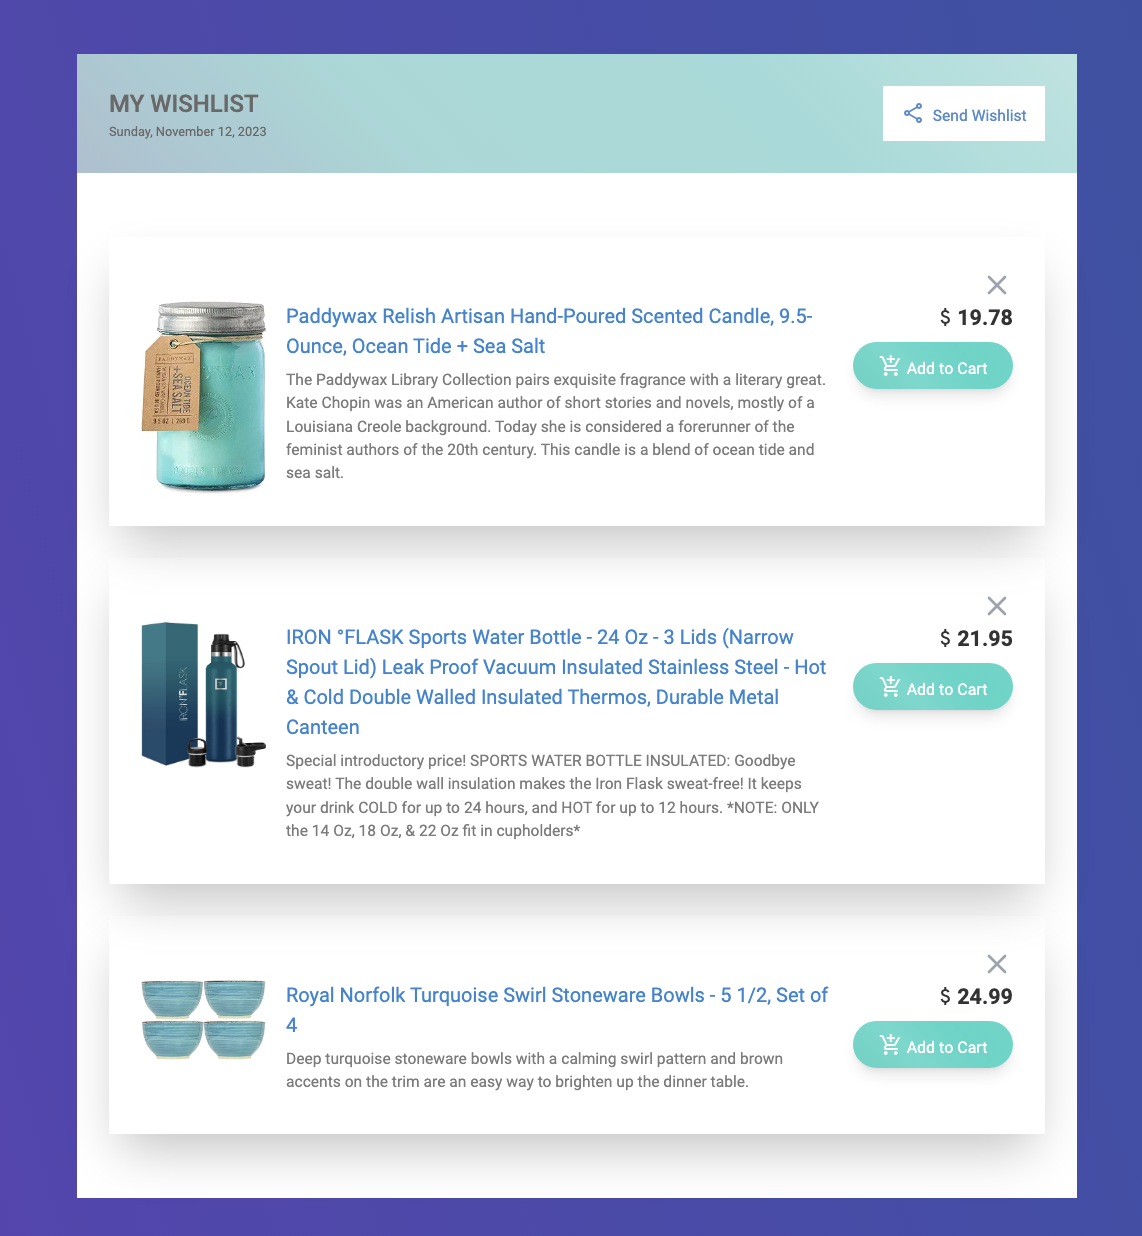 MY WISHLIST
Sunday, November 12, 2023
Send Wishlist
Paddywax Relish Artisan Hand-Poured Scented Candle, 9.5-
Ounce, Ocean Tide + Sea Salt
The Paddywax Library Collection pairs exquisite fragrance with a literary great.
Kate Chopin was an American author of short stories and novels, mostly of a
Louisiana Creole background. Today she is considered a forerunner of the
feminist authors of the 20th century. This candle is a blend of ocean tide and
sea salt.
$ 19.78
Add to Cart
PADDYWAX
OCEAN TIDE
+SEA SALT
9.5 OZ | 269 G
IRON °FLASK Sports Water Bottle - 24 Oz - 3 Lids (Narrow
Spout Lid) Leak Proof Vacuum Insulated Stainless Steel - Hot
& Cold Double Walled Insulated Thermos, Durable Metal
Canteen
Special introductory price! SPORTS WATER BOTTLE INSULATED: Goodbye
sweat! The double wall insulation makes the Iron Flask sweat-free! It keeps
your drink COLD for up to 24 hours, and HOT for up to 12 hours. *NOTE: ONLY
the 14 Oz, 18 Oz, & 22 Oz fit in cupholders*
$ 21.95
Add to Cart
IRON°FLASK
Royal Norfolk Turquoise Swirl Stoneware Bowls - 5 1/2, Set of
4
Deep turquoise stoneware bowls with a calming swirl pattern and brown
accents on the trim are an easy way to brighten up the dinner table.
$ 24.99
Add to Cart